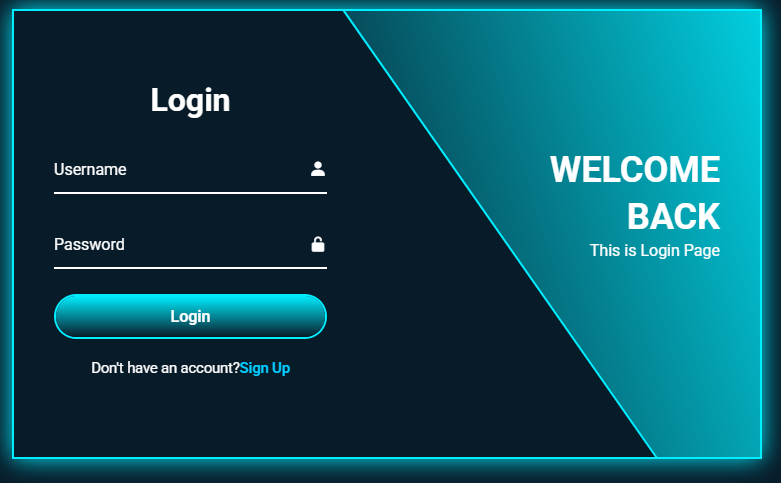 Login
Username
Password
Login
Don't have an account?Sign Up
WELCOME
BACK
This is Login Page